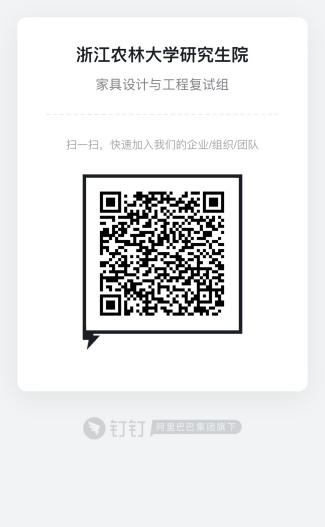 浙江农林大学研究生院
家具设计与工程复试组
扫一扫，快速加入我们的企业/组织/团队
钉钉 阿里巴巴集团旗下